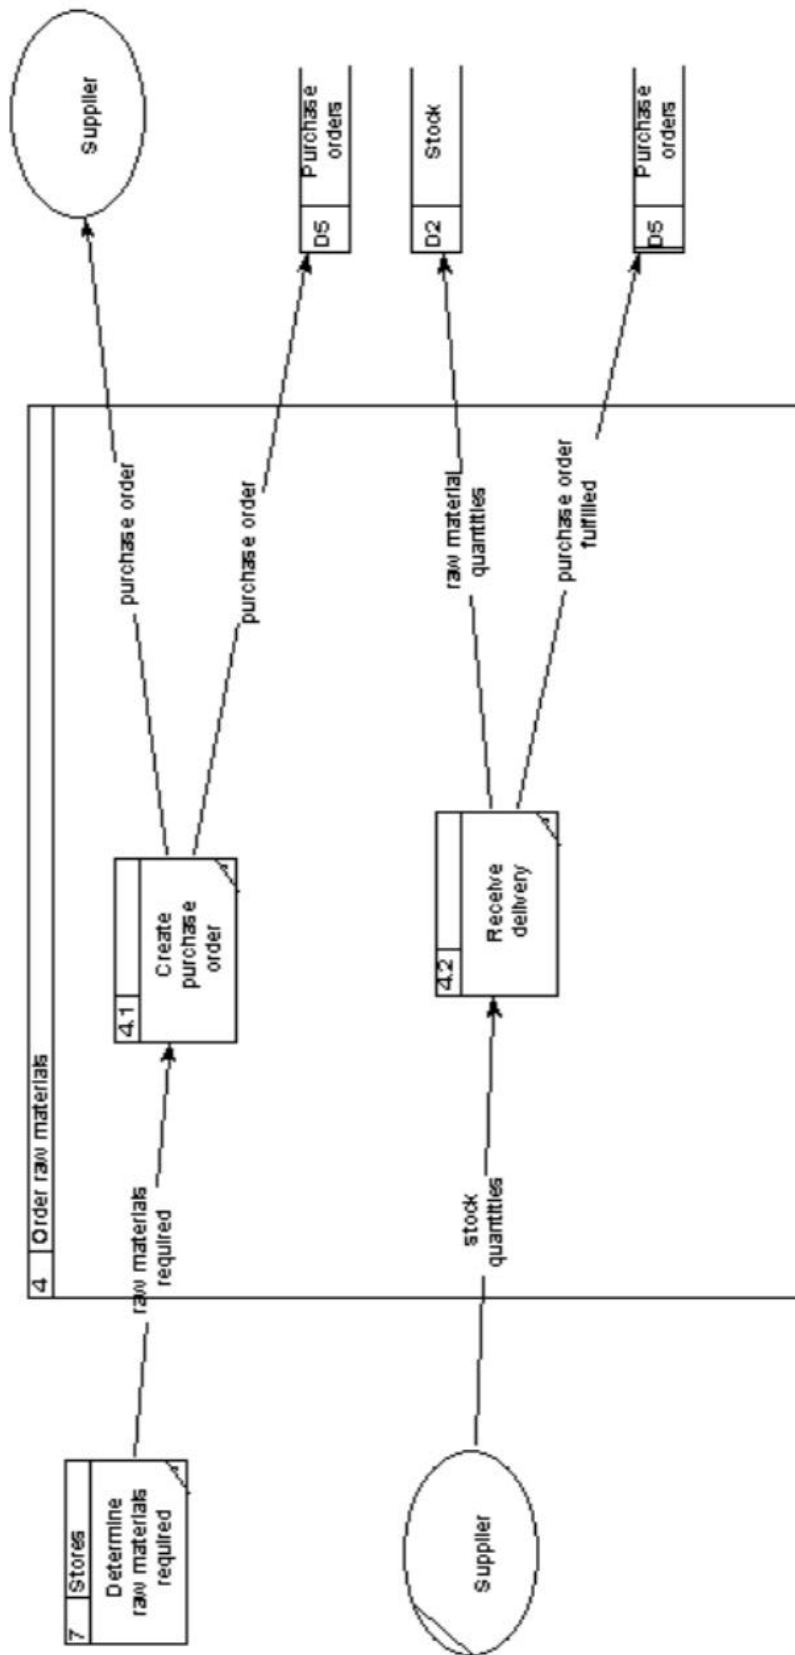 4 Order raw materials
7 Stores
Determine
raw materials
required
raw materials
required
4.1
Create
purchase
order
purchase order
Supplier
purchase order
D5 Purchase
orders
Supplier
stock
quantities
4.2
Receive
delivery
raw material
quantities
D2 Stock
purchase order
fulfilled
D5 Purchase
orders